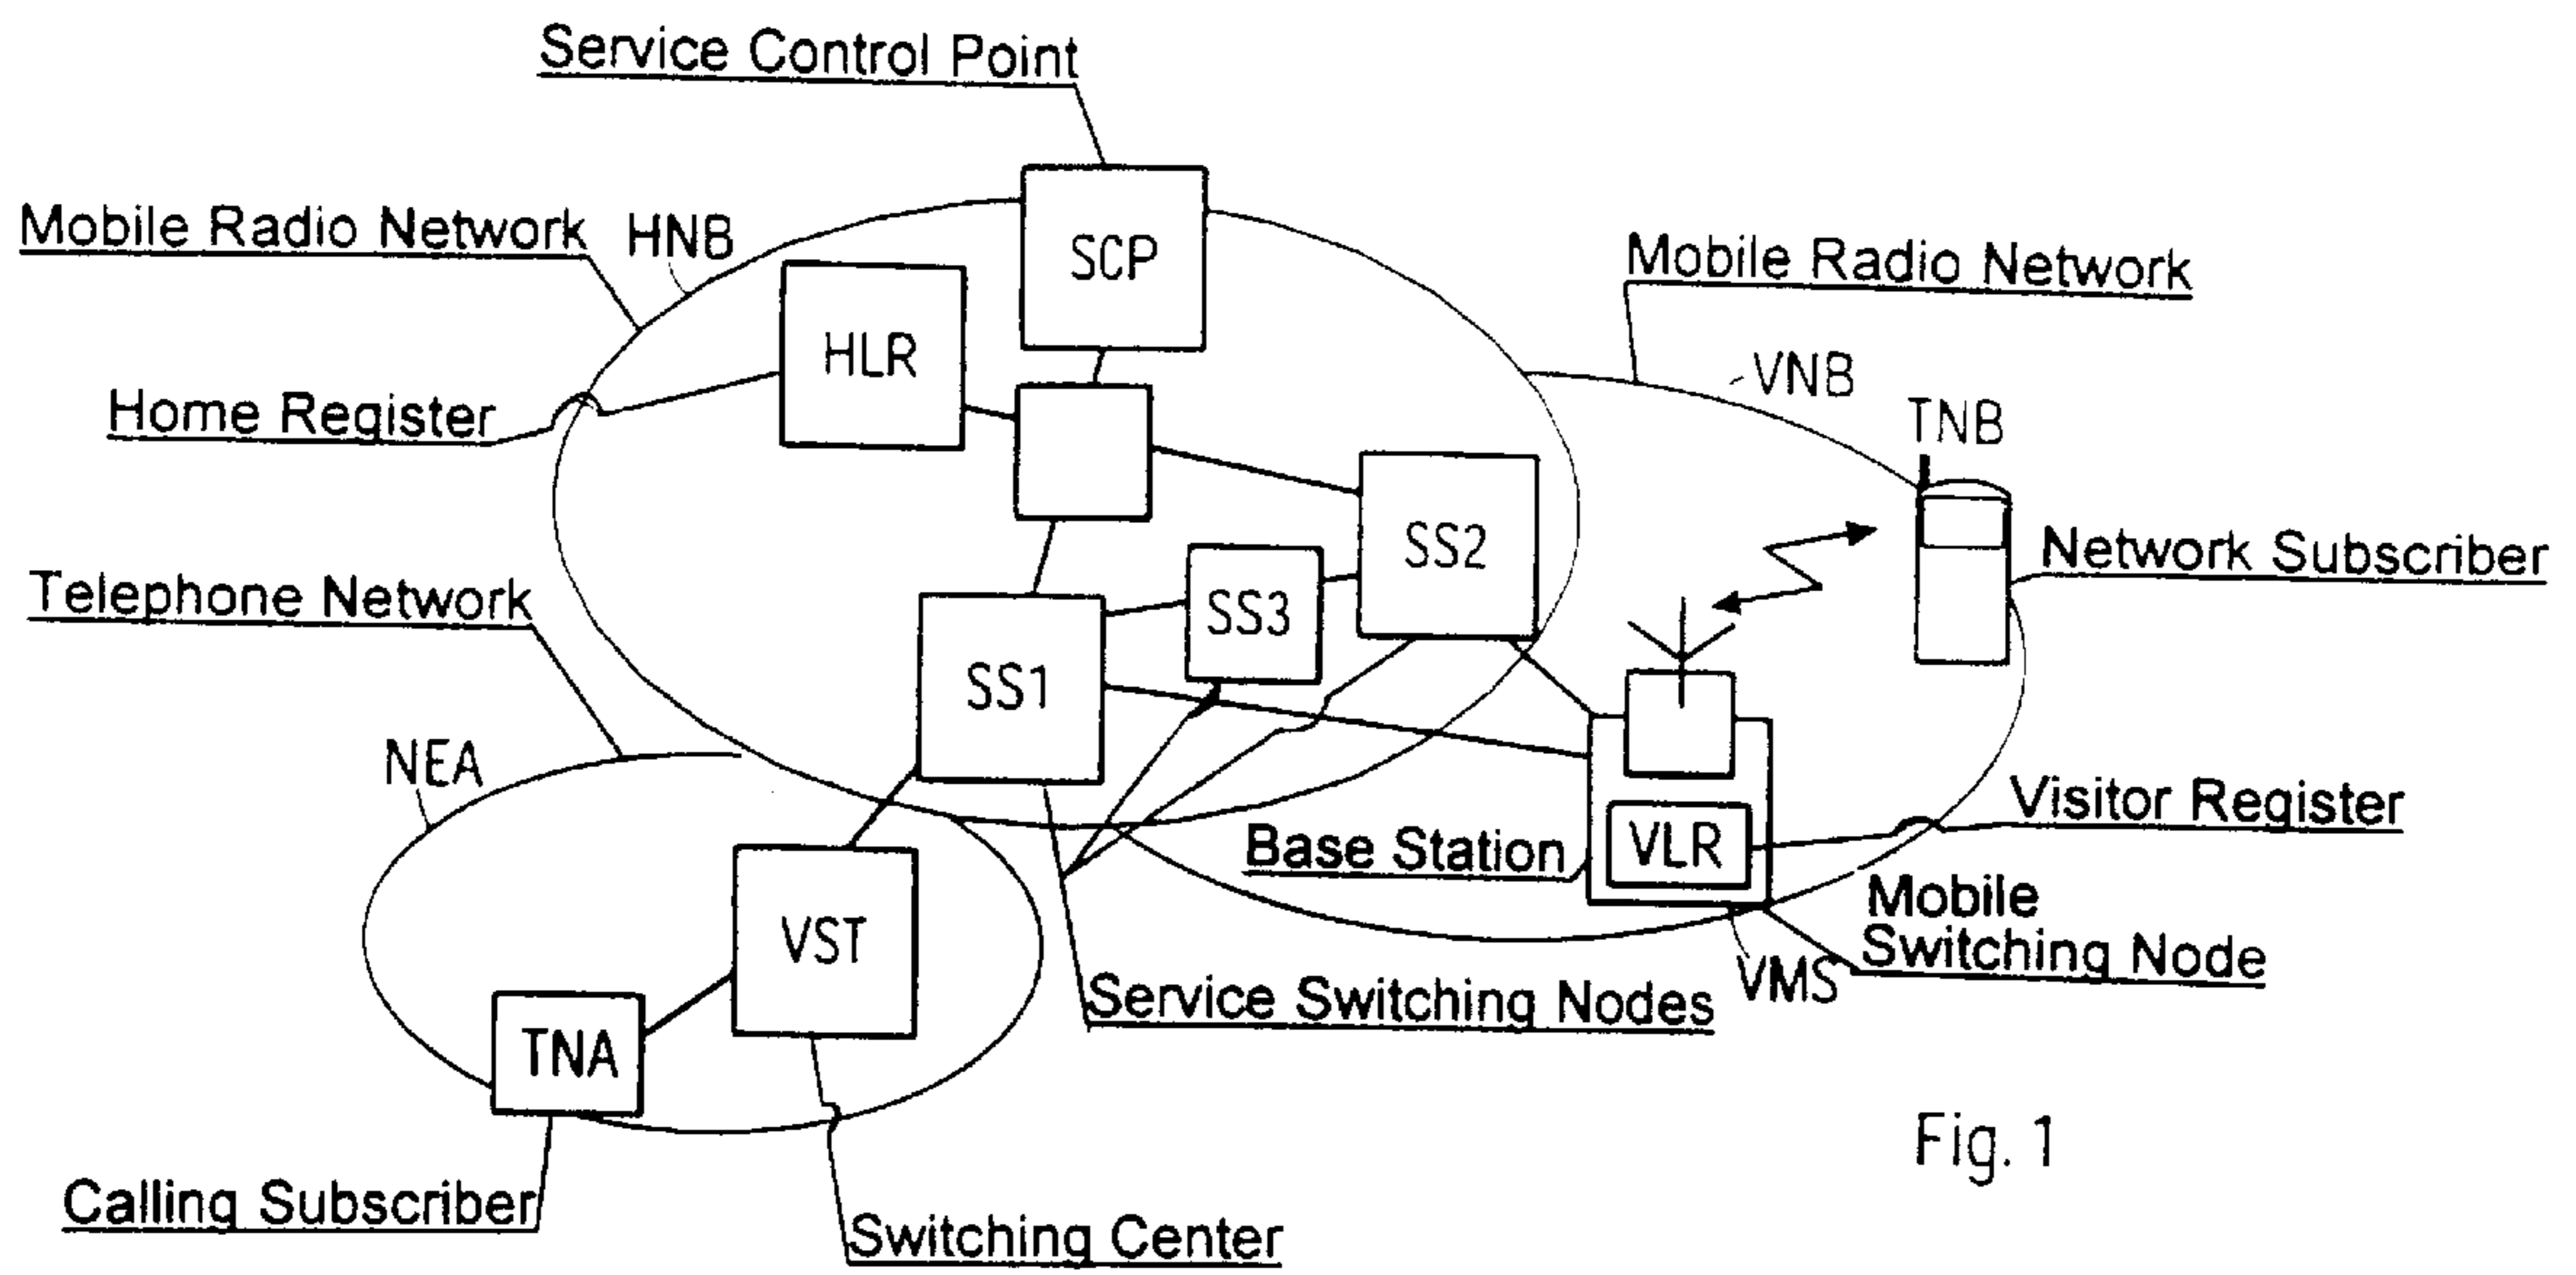 Service Control Point
Mobile Radio Network
HNB
SCP
Mobile Radio Network
HLR
VNB
Home Register
TNB
SS2
Network Subscriber
Telephone Network
SS3
SS1
NEA
Visitor Register
Base Station
VLR
Mobile
Switching Node
VST
VMS
Service Switching Nodes
TNA
Fig. 1
Calling Subscriber
Switching Center